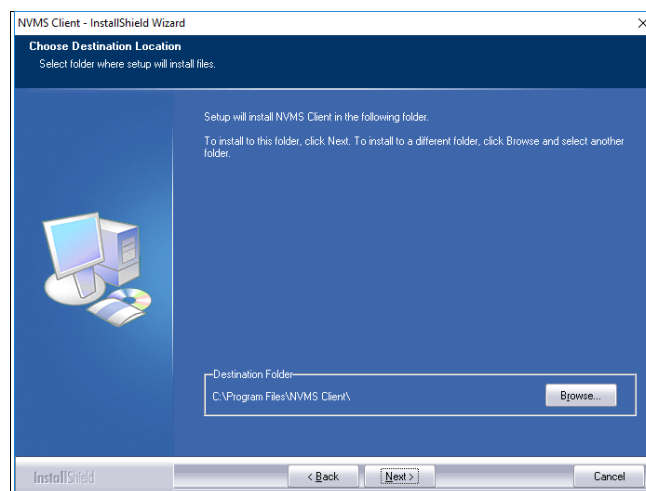 NVMS Client - InstallShield Wizard
Choose Destination Location
Select folder where setup will install files.
Setup will install NVMS Client in the following folder.
To install to this folder, click Next. To install to a different folder, click Browse and select another
folder.
Destination Folder
C:\Program Files\NVMS Client\
Browse...
InstallShield
< Back
Next >
Cancel